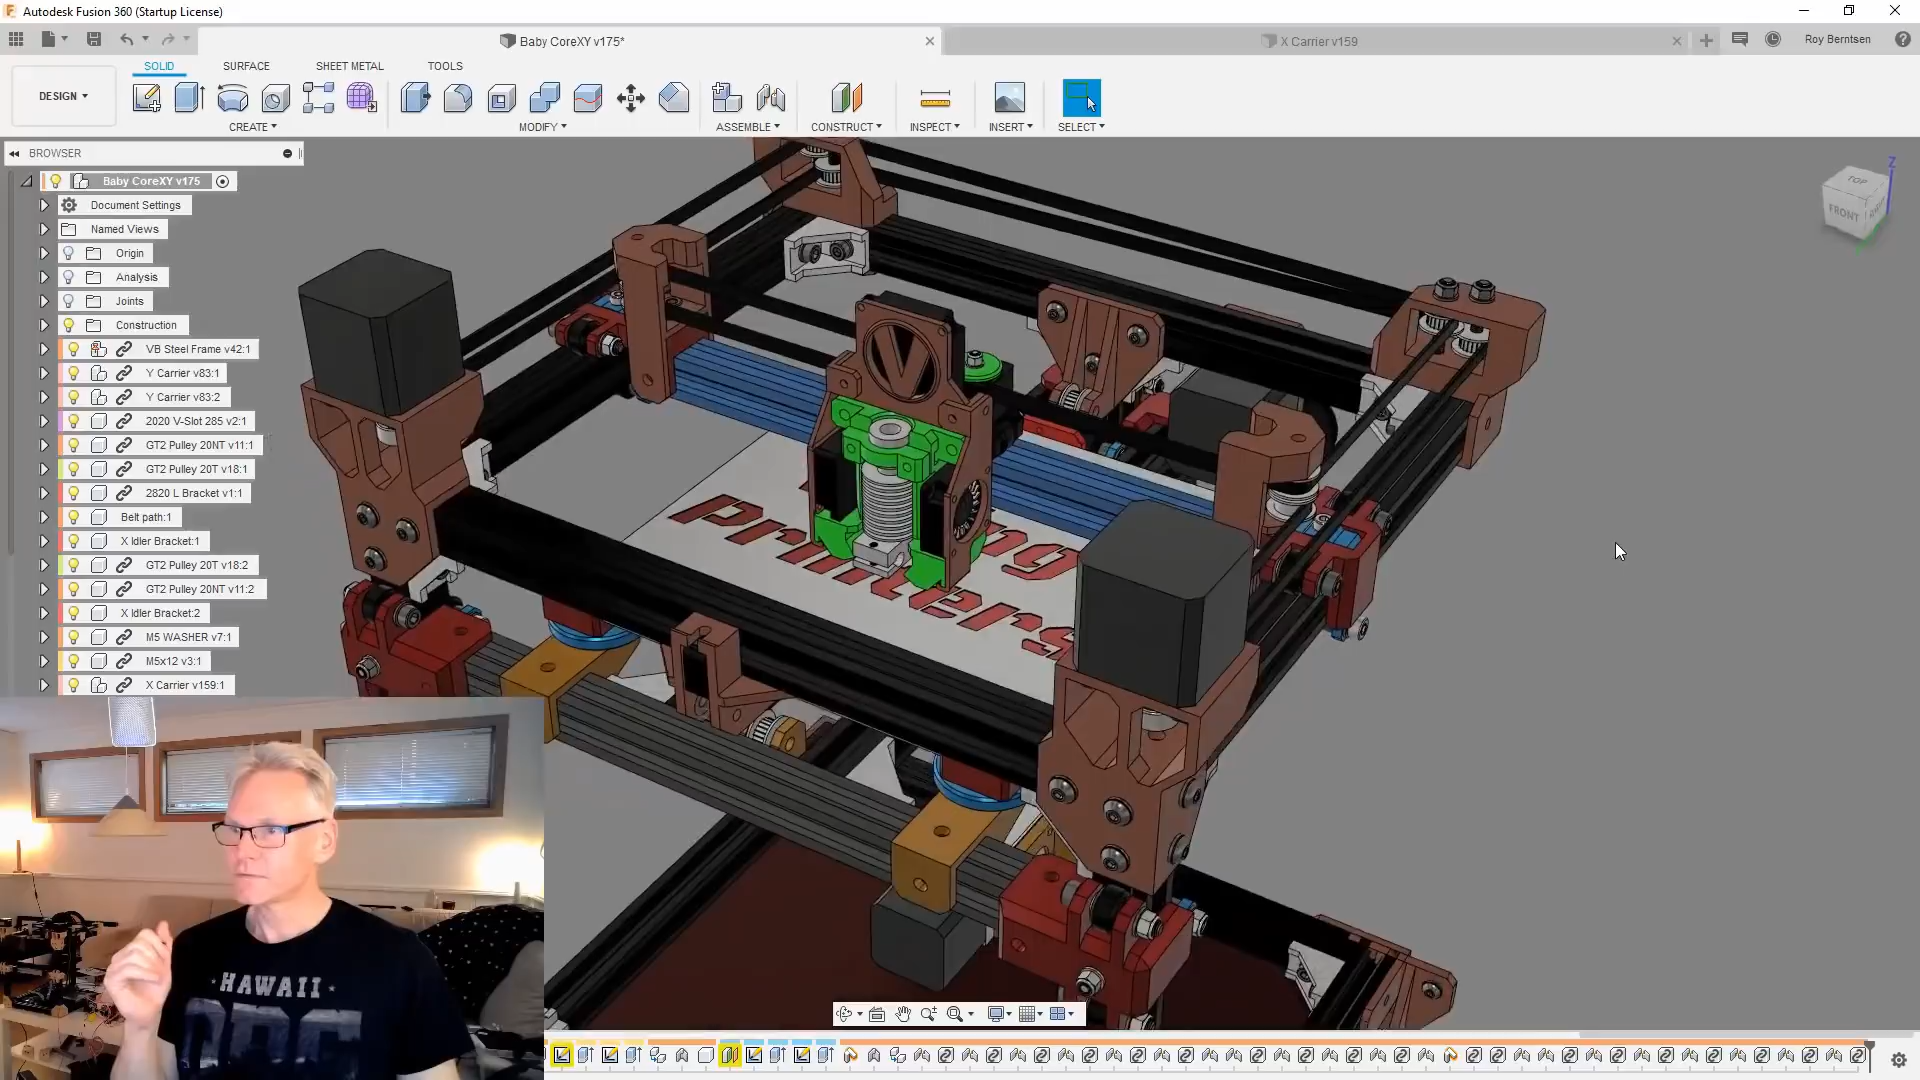 Autodesk Fusion 360 (Startup License)
Baby CoreXY v175*
X Carrier v159
Roy Berntsen
DESIGN
SOLID
SURFACE
SHEET METAL
TOOLS
CREATE
MODIFY
ASSEMBLE
CONSTRUCT
INSPECT
INSERT
SELECT
BROWSER
Baby CoreXY v175
Document Settings
Named Views
Origin
Analysis
Joints
Construction
VB Steel Frame v42:1
Y Carrier v83:1
Y Carrier v83:2
2020 V-Slot 285 v2:1
GT2 Pulley 20NT v11:1
GT2 Pulley 20T v18:1
2820 L Bracket v1:1
Belt path:1
X Idler Bracket:1
GT2 Pulley 20T v18:2
GT2 Pulley 20NT v11:2
X Idler Bracket:2
M5 WASHER v7:1
M5x12 v3:1
X Carrier v159:1
TOP
FRONT
Z
V
HAWAII